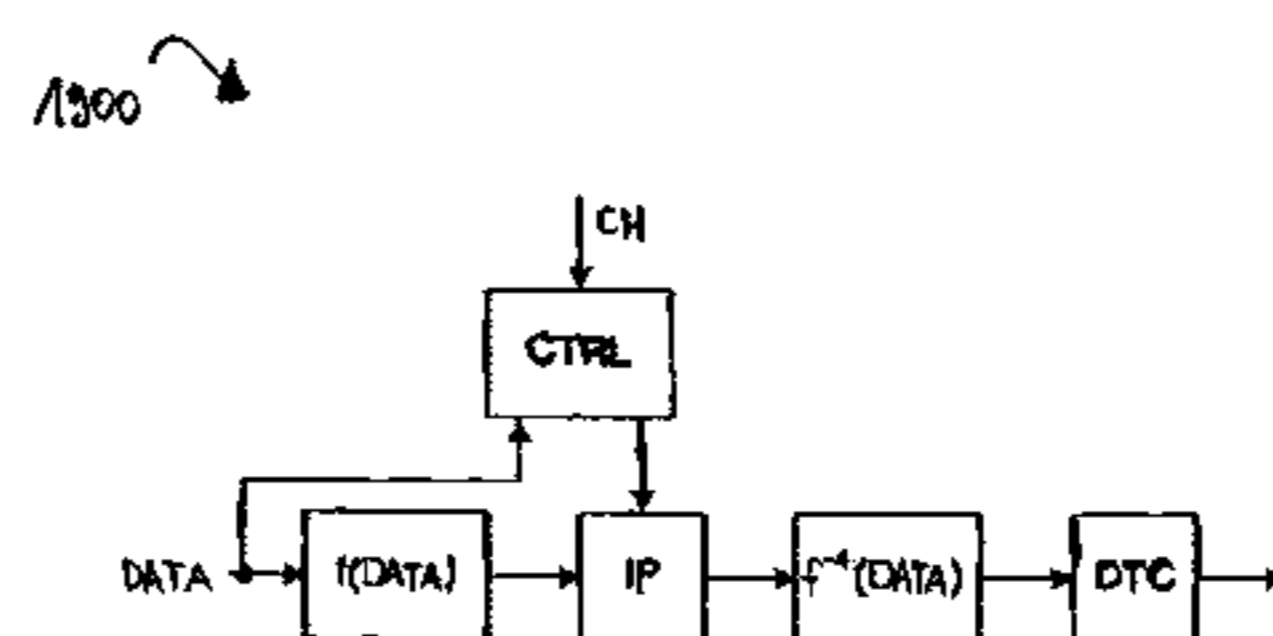 1900
CH
CTRL
DATA
f(DATA)
IP
f⁻¹(DATA)
DTC